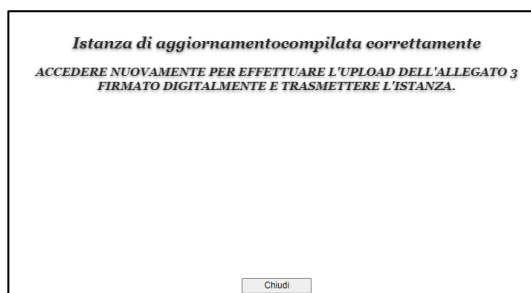 Istanza di aggiornamentocompilata correttamente
ACCEDERE NUOVAMENTE PER EFFETTUARE L'UPLOAD DELL'ALLEGATO 3
FIRMATO DIGITALMENTE E TRASMETTERE L'ISTANZA.
Chiudi